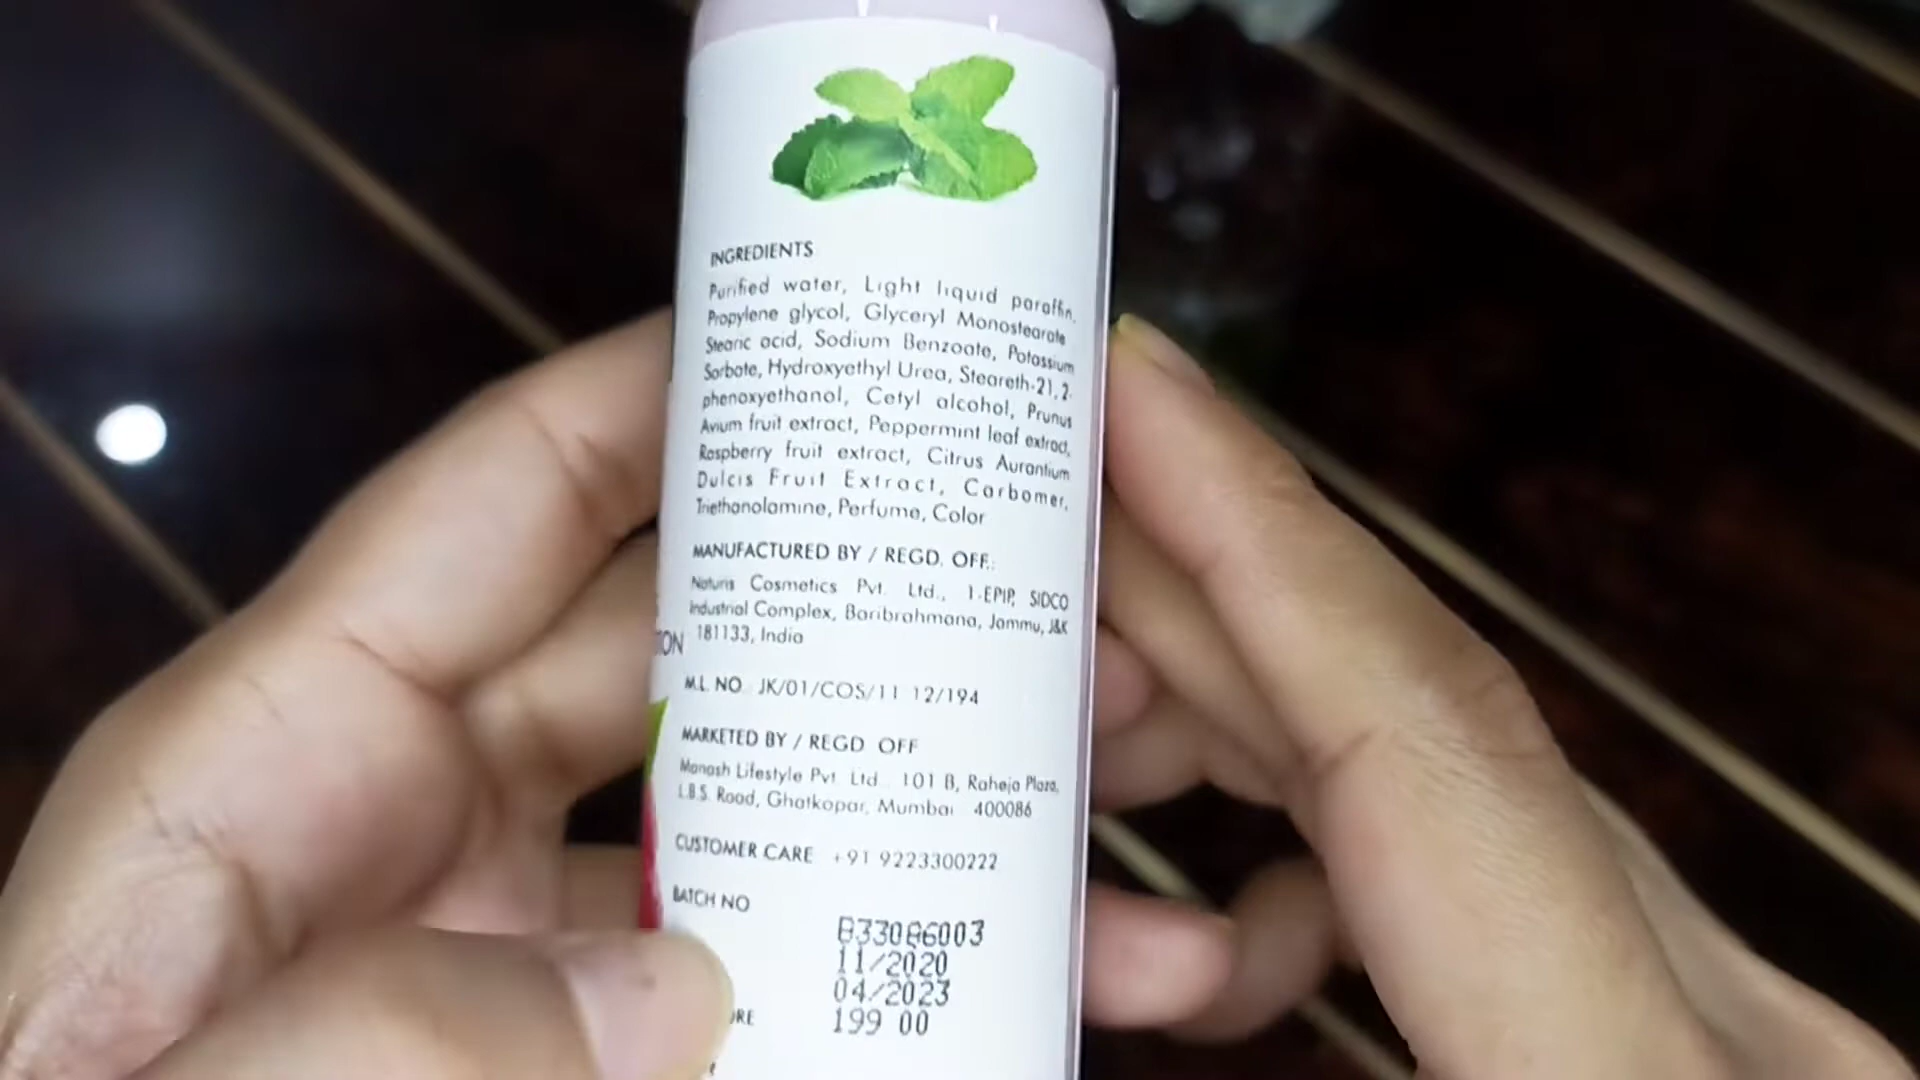 INGREDIENTS
Purified water, Light liquid paraffin,
Propylene glycol, Glyceryl Monostearate
Stearic acid, Sodium Benzoate, Potassium
Sorbate, Hydroxyethyl Urea, Steareth-21, 2-
phenoxyethanol, Cetyl alcohol, Prunus
Avium fruit extract, Peppermint leaf extract,
Raspberry fruit extract, Citrus Aurantium
Dulcis Fruit Extract, Carbomer,
Triethanolamine, Perfume, Color
MANUFACTURED BY / REGD. OFF.:
Naturis Cosmetics Pvt. Ltd., 1-EPIP, SIDCO
Industrial Complex, Baribrahmana, Jammu, J&K
181133, India
M.L. NO. JK/01/COS/11 12/194
MARKETED BY / REGD OFF
Manash Lifestyle Pvt. Ltd.. 101 B, Raheja Plaza,
L.B.S. Road, Ghatkopar, Mumbai 400086
CUSTOMER CARE +91 9223300222
BATCH NO
B33086003
11/2020
04/2023
199 00